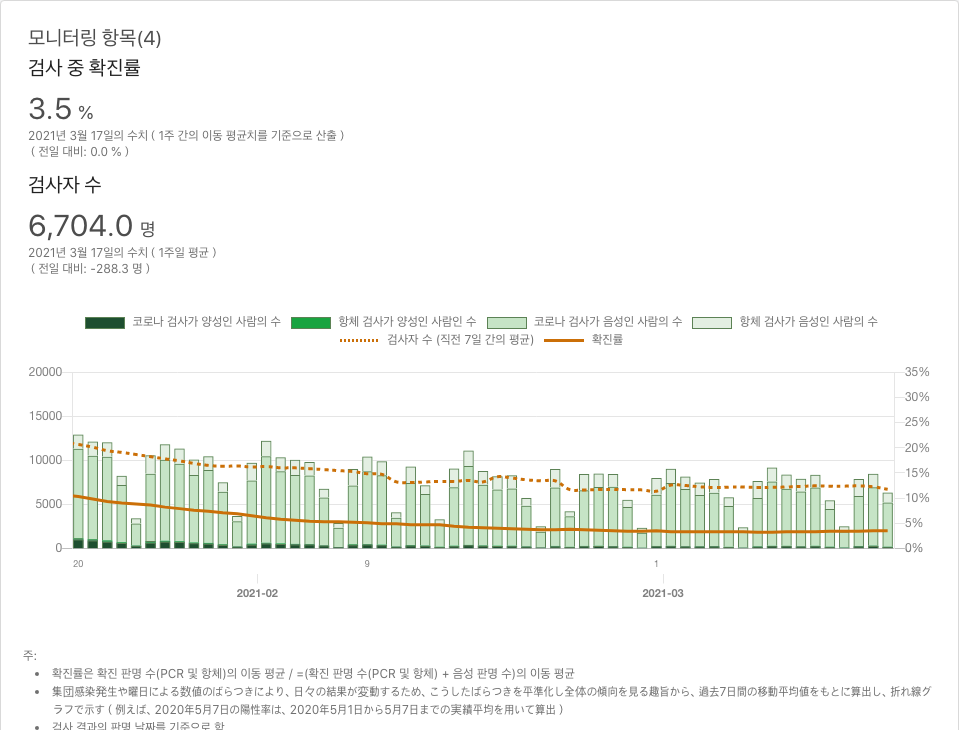 모니터링 항목(4)
검사 중 확진률
3.5 %
2021년 3월 17일의 수치 ( 1주 간의 이동 평균치를 기준으로 산출 )
( 전일 대비: 0.0 % )
검사자 수
6,704.0 명
2021년 3월 17일의 수치 ( 1주일 평균 )
( 전일 대비: -288.3 명 )
코로나 검사가 양성인 사람의 수 항체 검사가 양성인 사람인 수 코로나 검사가 음성인 사람의 수 항체 검사가 음성인 사람의 수
검사자 수 (직전 7일 간의 평균) 확진률
20000 35%
30%
15000 25%
20%
10000 15%
10%
5000 5%
0 0%
20 9 1
2021-02 2021-03
주:
• 확진률은 확진 판명 수(PCR 및 항체)의 이동 평균 / =(확진 판명 수(PCR 및 항체) + 음성 판명 수)의 이동 평균
• 集団感染発生や曜日による数値のばらつきにより、日々の結果が変動するため、こうしたばらつきを平準化し全体の傾向を見る趣旨から、過去7日間の移動平均値をもとに算出し、折れ線グ
ラフで示す ( 例えば、2020年5月7日の陽性率は、2020年5月1日から5月7日までの実績平均を用いて算出 )
• 검사 결과의 판명 날짜를 기준으로 함